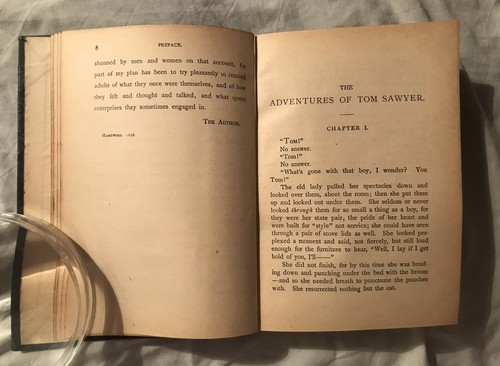 8
PREFACE.
shunned by men and women on that account, for
part of my plan has been to try pleasantly to remind
adults of what they once were themselves, and of how
they felt and thought and talked, and what queer
enterprises they sometimes engaged in.
THE AUTHOR.
HARTFORD
THE
ADVENTURES OF TOM SAWYER.
CHAPTER I.
"TOM!"
No answer.
"Tom!"
No answer.
"What's gone with that boy, I wonder? You
Tom!"
The old lady pulled her spectacles down and
looked over them, about the room; then she put them
up and looked out under them. She seldom or never
looked through them for so small a thing as a boy, for
they were her state pair, the pride of her heart and
were built for "style" not service; she could have seen
through a pair of stove lids as well. She looked per-
plexed a moment and said, not fiercely, but still loud
enough for the furniture to hear, "Well, I lay if I get
hold of you, I'll——"
She did not finish, for by this time she was bend-
ing down and punching under the bed with the broom
—and so she needed breath to punctuate the punches
with. She resurrected nothing but the cat.